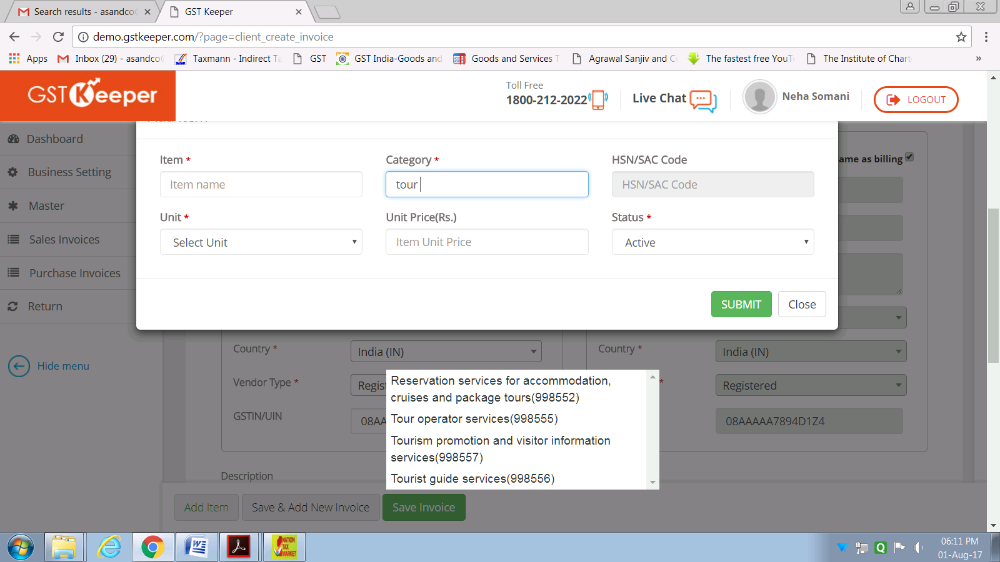 Search results - asandco
GST Keeper
demo.gstkeeper.com/?page=client_create_invoice
Apps
Inbox (29) - asandco
Taxmann - Indirect Ta
GST
GST India-Goods and
Goods and Services T
Agrawal Sanjiv and C
The fastest free YouT
The Institute of Chart
»
GST Keeper
Toll Free
1800-212-2022
Live Chat
Neha Somani
LOGOUT
Dashboard
Business Setting
Master
Sales Invoices
Purchase Invoices
Return
Hide menu
Item *
Item name
Category *
tour
HSN/SAC Code
HSN/SAC Code
ame as billing
Unit *
Select Unit
Unit Price(Rs.)
Item Unit Price
Status *
Active
SUBMIT
Close
Country *
India (IN)
Country *
India (IN)
Vendor Type *
Regis
*
Registered
GSTIN/UIN
08AA
08AAAAA7894D1Z4
Reservation services for accommodation,
cruises and package tours(998552)
Tour operator services(998555)
Tourism promotion and visitor information
services(998557)
Tourist guide services(998556)
Description
Add Item
Save & Add New Invoice
Save Invoice
NATION
TAX
MARKET
06:11 PM
01-Aug-17